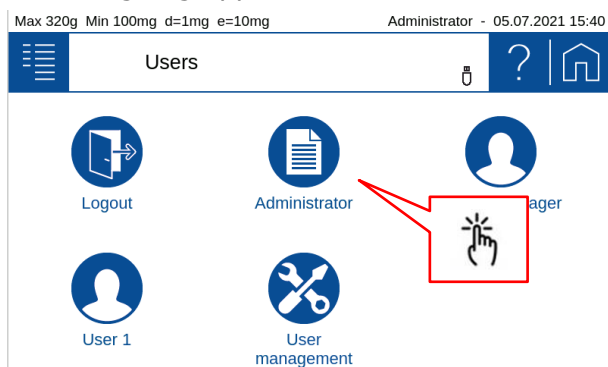 Max 320g Min 100mg d=1mg e=10mg Administrator - 05.07.2021 15:40
Users
?
Logout Administrator ager
User 1 User
management